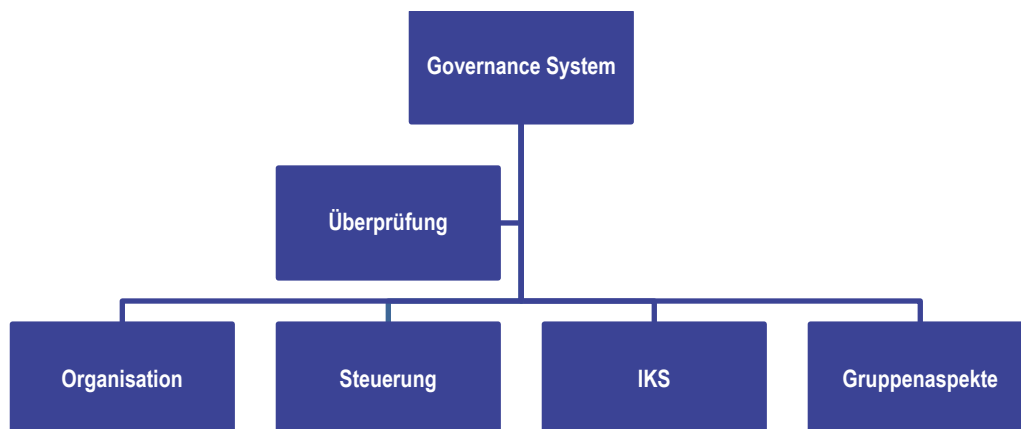 Governance System
Überprüfung
Organisation
Steuerung
IKS
Gruppenaspekte